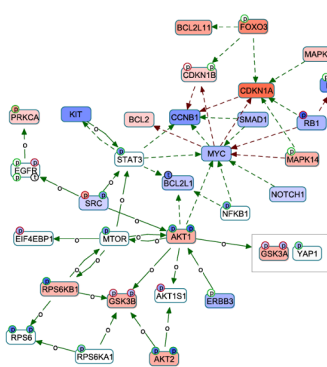 BCL2L11
FOXO3
MAPK
CDKN1B
CDKN1A
PRKCA
KIT
BCL2
CCNB1
SMAD1
RB1
STAT3
MYC
MAPK14
EGFR
BCL2L1
NOTCH1
SRC
NFKB1
EIF4EBP1
MTOR
AKT1
GSK3A
YAP1
RPS6KB1
GSK3B
AKT1S1
ERBB3
RPS6
RPS6KA1
AKT2